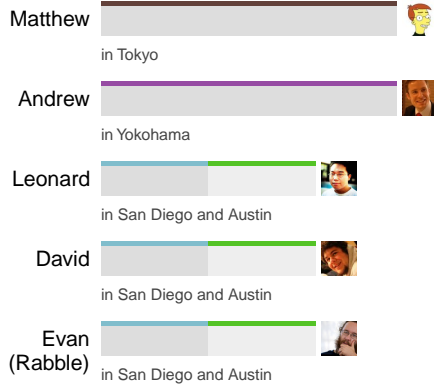 Matthew
in Tokyo
Andrew
in Yokohama
Leonard
in San Diego and Austin
David
in San Diego and Austin
Evan
(Rabble)
in San Diego and Austin